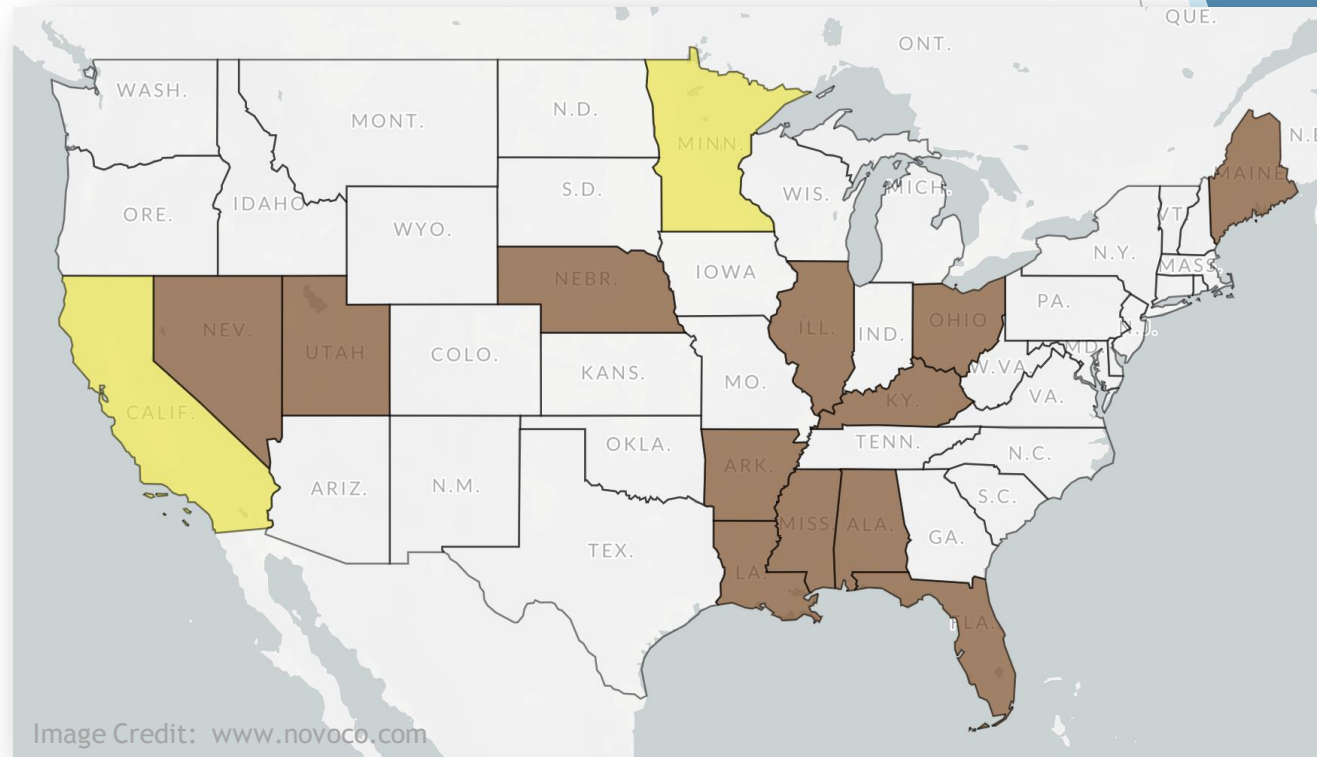 QUE.
ONT.
WASH.
MONT.
N.D.
MINN.
N.B
ORE.
IDAHO
WYO.
S.D.
WIS.
MICH.
MAINE
VT
N.Y.
MASS.
NEV.
UTAH
COLO.
NEBR.
IOWA
ILL.
IND.
OHIO
PA.
N.J.
MD
CALIF.
KANS.
MO.
KY.
W.VA
VA.
ARIZ.
N.M.
OKLA.
ARK.
TENN.
N.C.
S.C.
TEX.
LA.
MISS
ALA.
GA.
FLA.
Image Credit: www.novoco.com